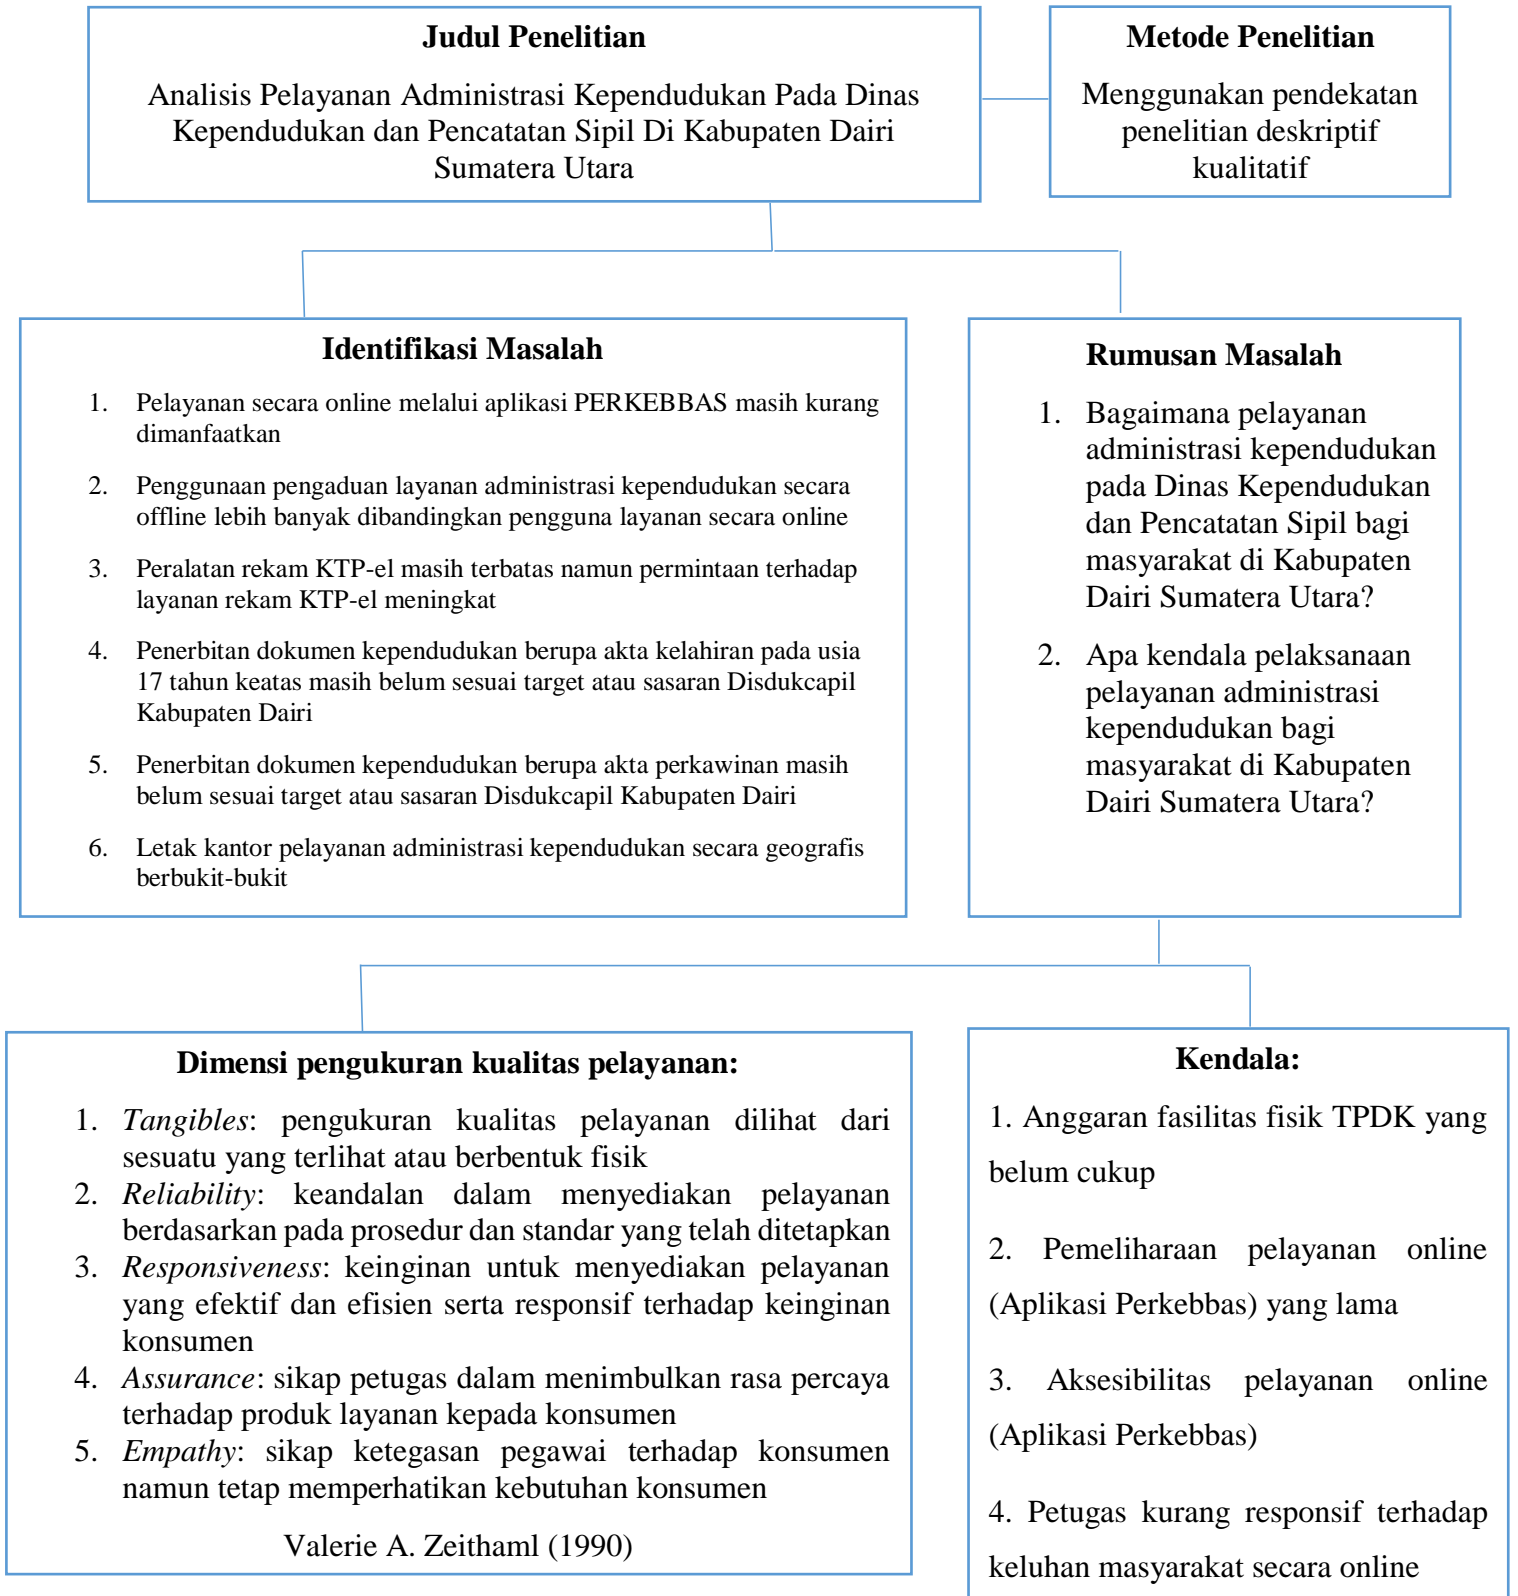 Judul Penelitian
Analisis Pelayanan Administrasi Kependudukan Pada Dinas
Kependudukan dan Pencatatan Sipil Di Kabupaten Dairi
Sumatera Utara
Metode Penelitian
Menggunakan pendekatan
penelitian deskriptif
kualitatif
Identifikasi Masalah
1. Pelayanan secara online melalui aplikasi PERKEBBAS masih kurang
dimanfaatkan
2. Penggunaan pengaduan layanan administrasi kependudukan secara
offline lebih banyak dibandingkan pengguna layanan secara online
3. Peralatan rekam KTP-el masih terbatas namun permintaan terhadap
layanan rekam KTP-el meningkat
4. Penerbitan dokumen kependudukan berupa akta kelahiran pada usia
17 tahun keatas masih belum sesuai target atau sasaran Disdukcapil
Kabupaten Dairi
5. Penerbitan dokumen kependudukan berupa akta perkawinan masih
belum sesuai target atau sasaran Disdukcapil Kabupaten Dairi
6. Letak kantor pelayanan administrasi kependudukan secara geografis
berbukit-bukit
Rumusan Masalah
1. Bagaimana pelayanan
administrasi kependudukan
pada Dinas Kependudukan
dan Pencatatan Sipil bagi
masyarakat di Kabupaten
Dairi Sumatera Utara?
2. Apa kendala pelaksanaan
pelayanan administrasi
kependudukan bagi
masyarakat di Kabupaten
Dairi Sumatera Utara?
Dimensi pengukuran kualitas pelayanan:
1. Tangibles: pengukuran kualitas pelayanan dilihat dari
sesuatu yang terlihat atau berbentuk fisik
2. Reliability: keandalan dalam menyediakan pelayanan
berdasarkan pada prosedur dan standar yang telah ditetapkan
3. Responsiveness: keinginan untuk menyediakan pelayanan
yang efektif dan efisien serta responsif terhadap keinginan
konsumen
4. Assurance: sikap petugas dalam menimbulkan rasa percaya
terhadap produk layanan kepada konsumen
5. Empathy: sikap ketegasan pegawai terhadap konsumen
namun tetap memperhatikan kebutuhan konsumen
Valerie A. Zeithaml (1990)
Kendala:
1. Anggaran fasilitas fisik TPDK yang
belum cukup
2. Pemeliharaan pelayanan online
(Aplikasi Perkebbas) yang lama
3. Aksesibilitas pelayanan online
(Aplikasi Perkebbas)
4. Petugas kurang responsif terhadap
keluhan masyarakat secara online